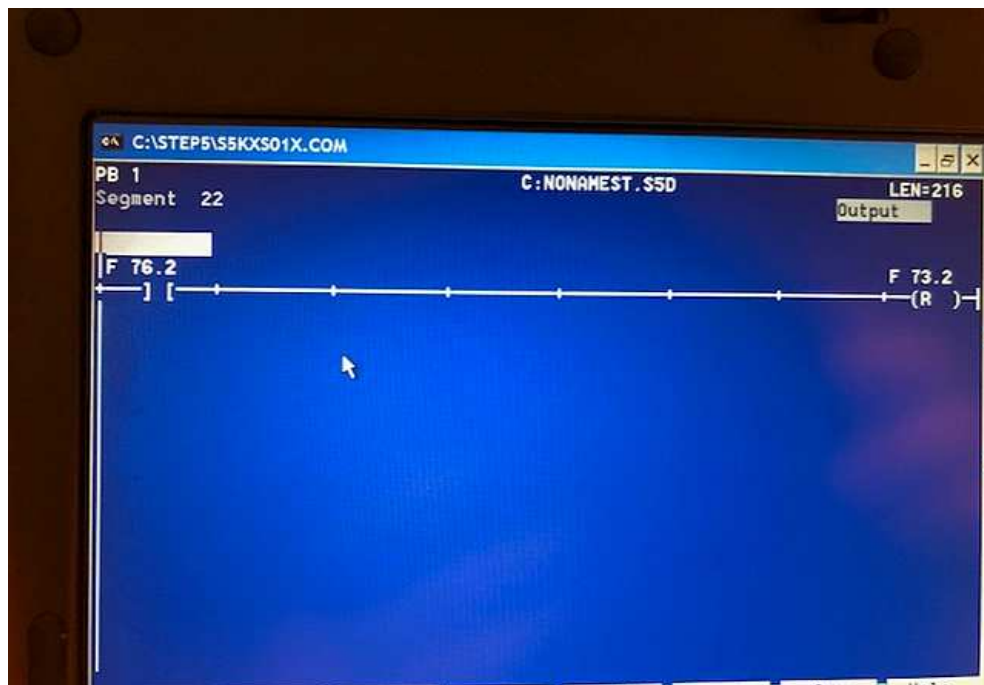 C:\STEP5\S5KXS01X.COM
PB 1 C:NONAMEST.S5D LEN=216
Segment 22 Output
F 76.2 F 73.2
] [ (R )